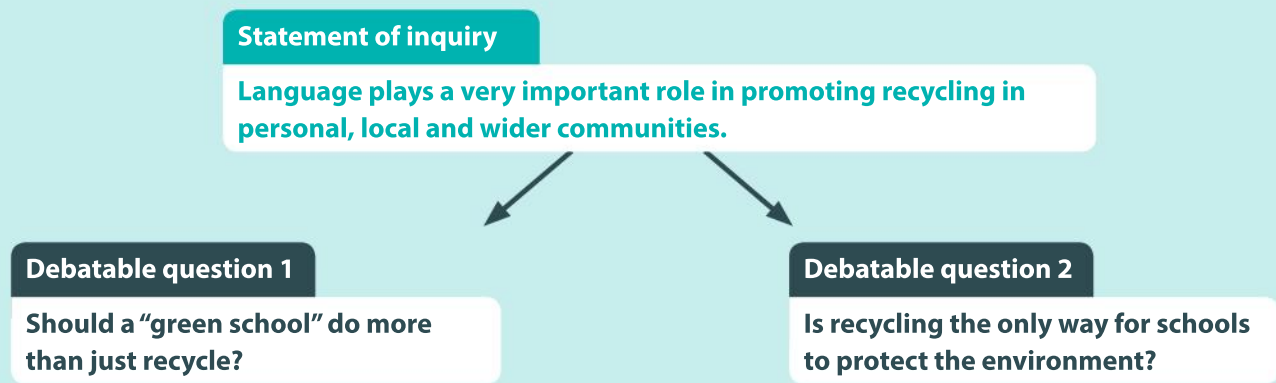 Statement of inquiry
Language plays a very important role in promoting recycling in
personal, local and wider communities.
Debatable question 1
Should a “green school” do more
than just recycle?
Debatable question 2
Is recycling the only way for schools
to protect the environment?